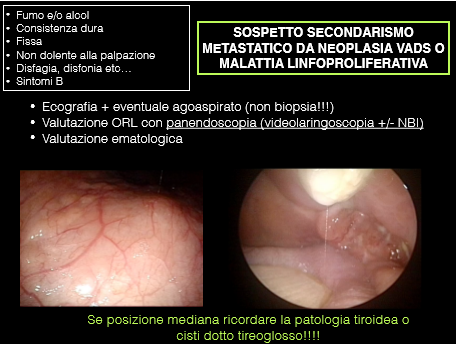 • Fumo e/o alcol
• Consistenza dura
• Fissa
• Non dolente alla palpazione
• Disfagia, disfonia etc…
• Sintomi B
SOSPETTO SECONDARISMO
METASTATICO DA NEOPLASIA VADS O
MALATTIA LINFOPROLIFERATIVA
• Ecografia + eventuale agoaspirato (non biopsia!!!)
• Valutazione ORL con panendoscopia (videolaringoscopia +/- NBI)
• Valutazione ematologica
Se posizione mediana ricordare la patologia tiroidea o
cisti dotto tireoglosso!!!!